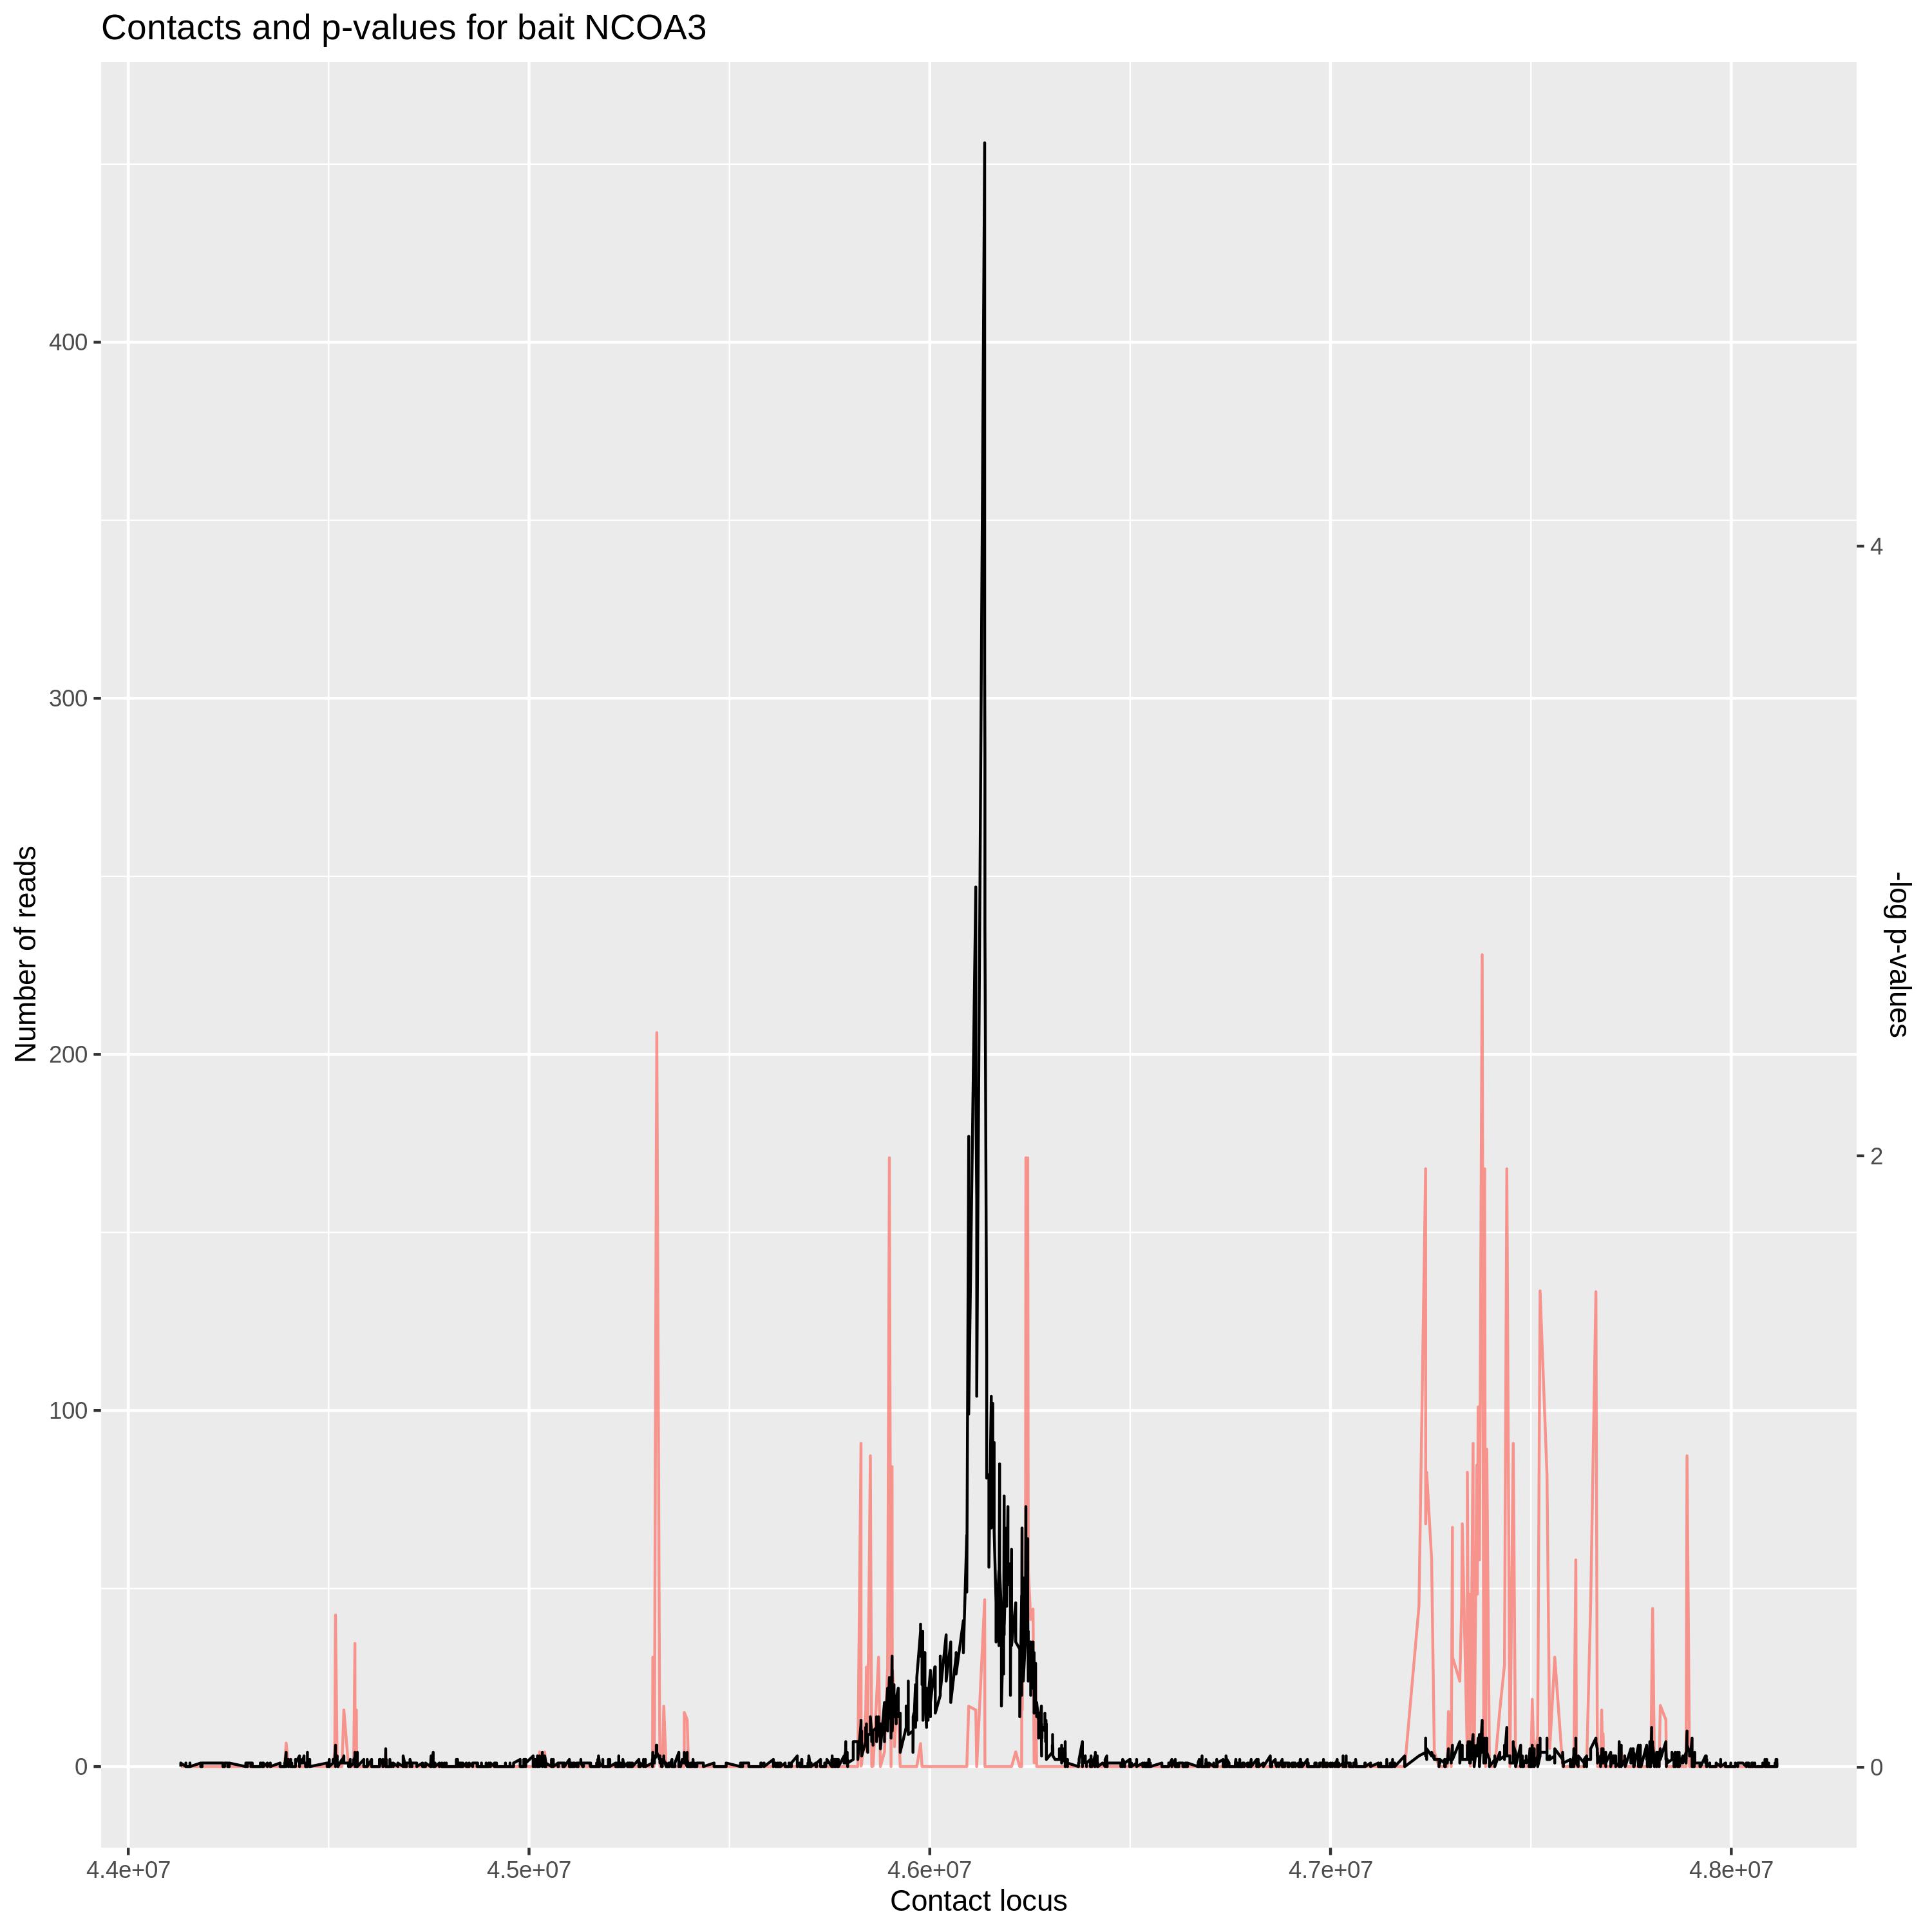 Contacts and p-values for bait NCOA3
400
300
200
100
0
Number of reads
4
2
0
-log p-values
4.4e+07
4.5e+07
4.6e+07
4.7e+07
4.8e+07
Contact locus